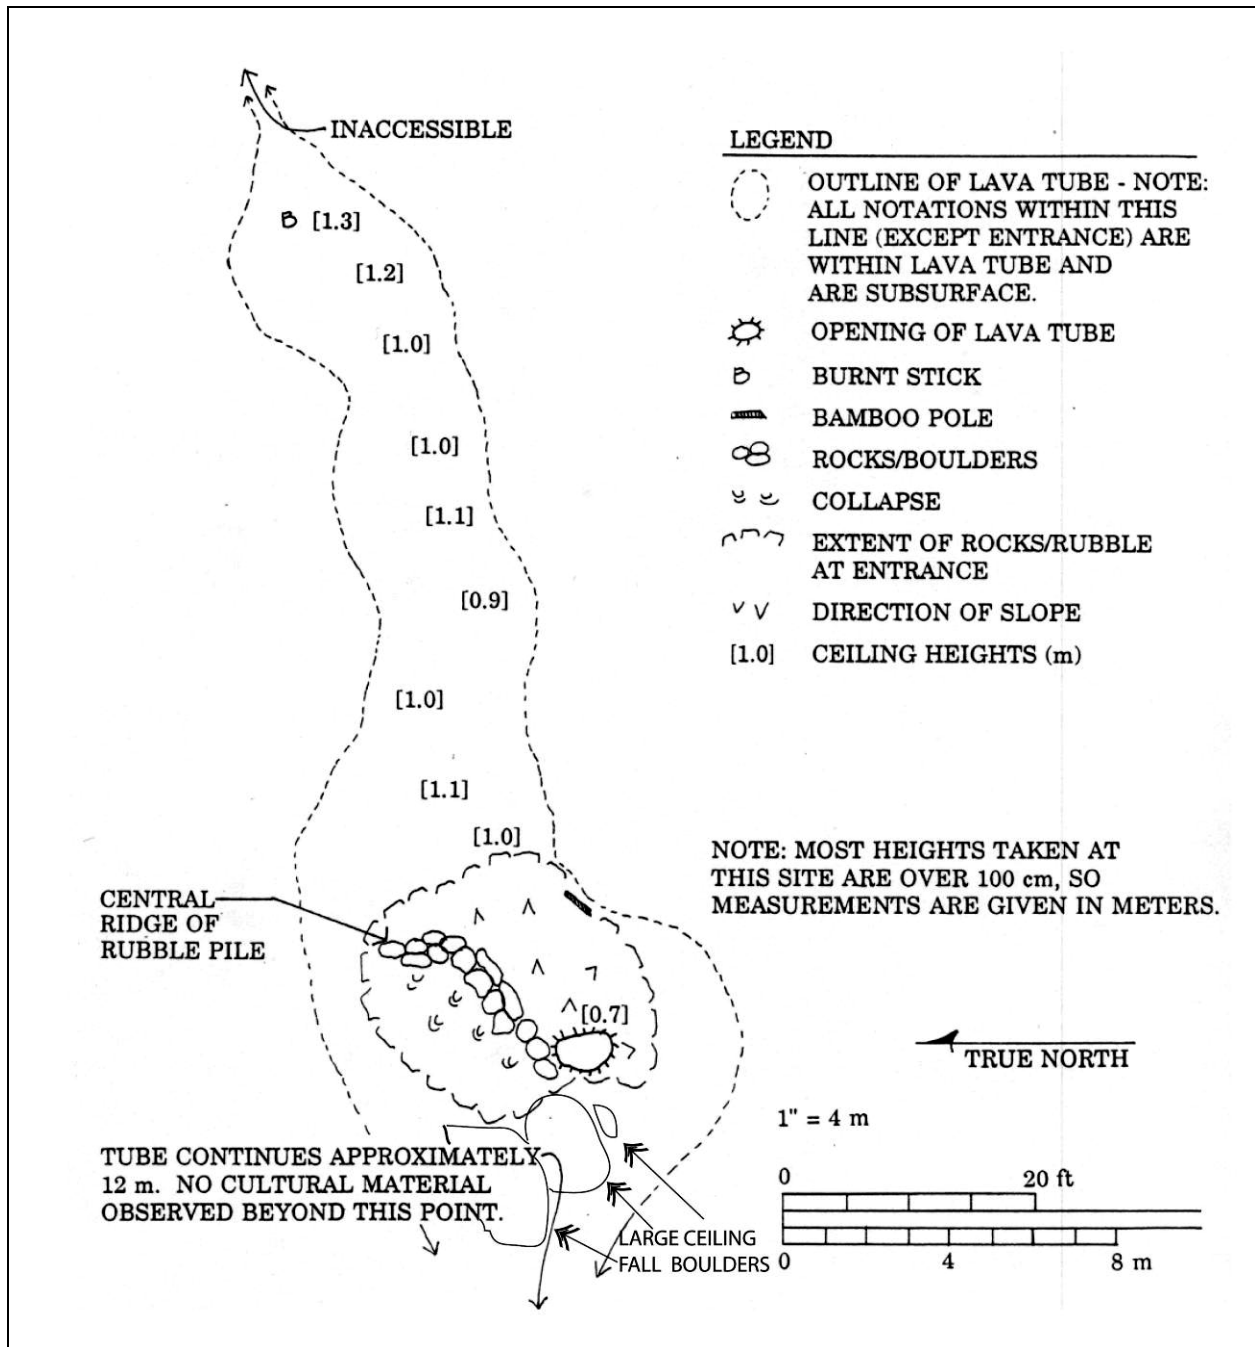 INACCESSIBLE
B [1.3]
[1.2]
[1.0]
[1.0]
[1.1]
[0.9]
[1.0]
[1.1]
[1.0]
CENTRAL
RIDGE OF
RUBBLE PILE
[0.7]
TUBE CONTINUES APPROXIMATELY
12 m. NO CULTURAL MATERIAL
OBSERVED BEYOND THIS POINT.
LARGE CEILING
FALL BOULDERS
LEGEND
OUTLINE OF LAVA TUBE - NOTE:
ALL NOTATIONS WITHIN THIS
LINE (EXCEPT ENTRANCE) ARE
WITHIN LAVA TUBE AND
ARE SUBSURFACE.
OPENING OF LAVA TUBE
B BURNT STICK
BAMBOO POLE
ROCKS/BOULDERS
COLLAPSE
EXTENT OF ROCKS/RUBBLE
AT ENTRANCE
DIRECTION OF SLOPE
[1.0] CEILING HEIGHTS (m)
NOTE: MOST HEIGHTS TAKEN AT
THIS SITE ARE OVER 100 cm, SO
MEASUREMENTS ARE GIVEN IN METERS.
TRUE NORTH
1" = 4 m
0 20 ft
0 4 8 m